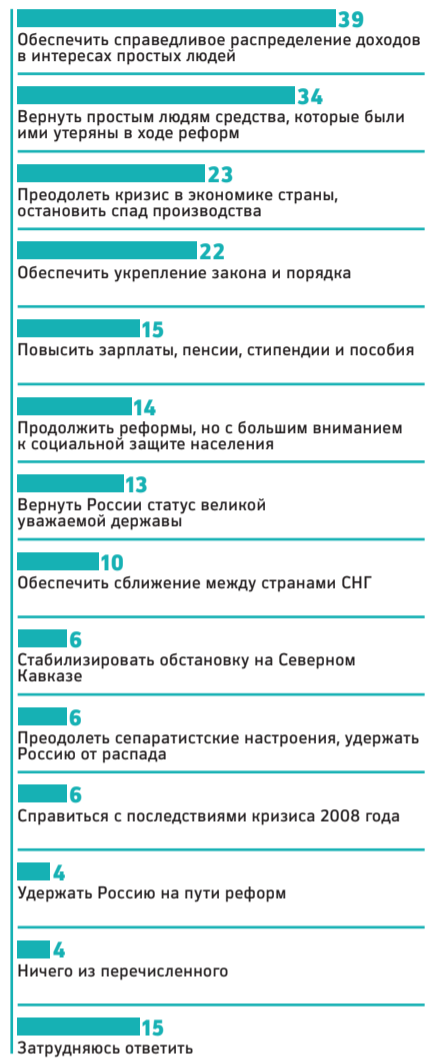 39
Обеспечить справедливое распределение доходов
в интересах простых людей
34
Вернуть простым людям средства, которые были
ими утеряны в ходе реформ
23
Преодолеть кризис в экономике страны,
остановить спад производства
22
Обеспечить укрепление закона и порядка
15
Повысить зарплаты, пенсии, стипендии и пособия
14
Продолжить реформы, но с большим вниманием
к социальной защите населения
13
Вернуть России статус великой
уважаемой державы
10
Обеспечить сближение между странами СНГ
6
Стабилизировать обстановку на Северном
Кавказе
6
Преодолеть сепаратистские настроения, удержать
Россию от распада
6
Справиться с последствиями кризиса 2008 года
4
Удержать Россию на пути реформ
4
Ничего из перечисленного
15
Затрудняюсь ответить